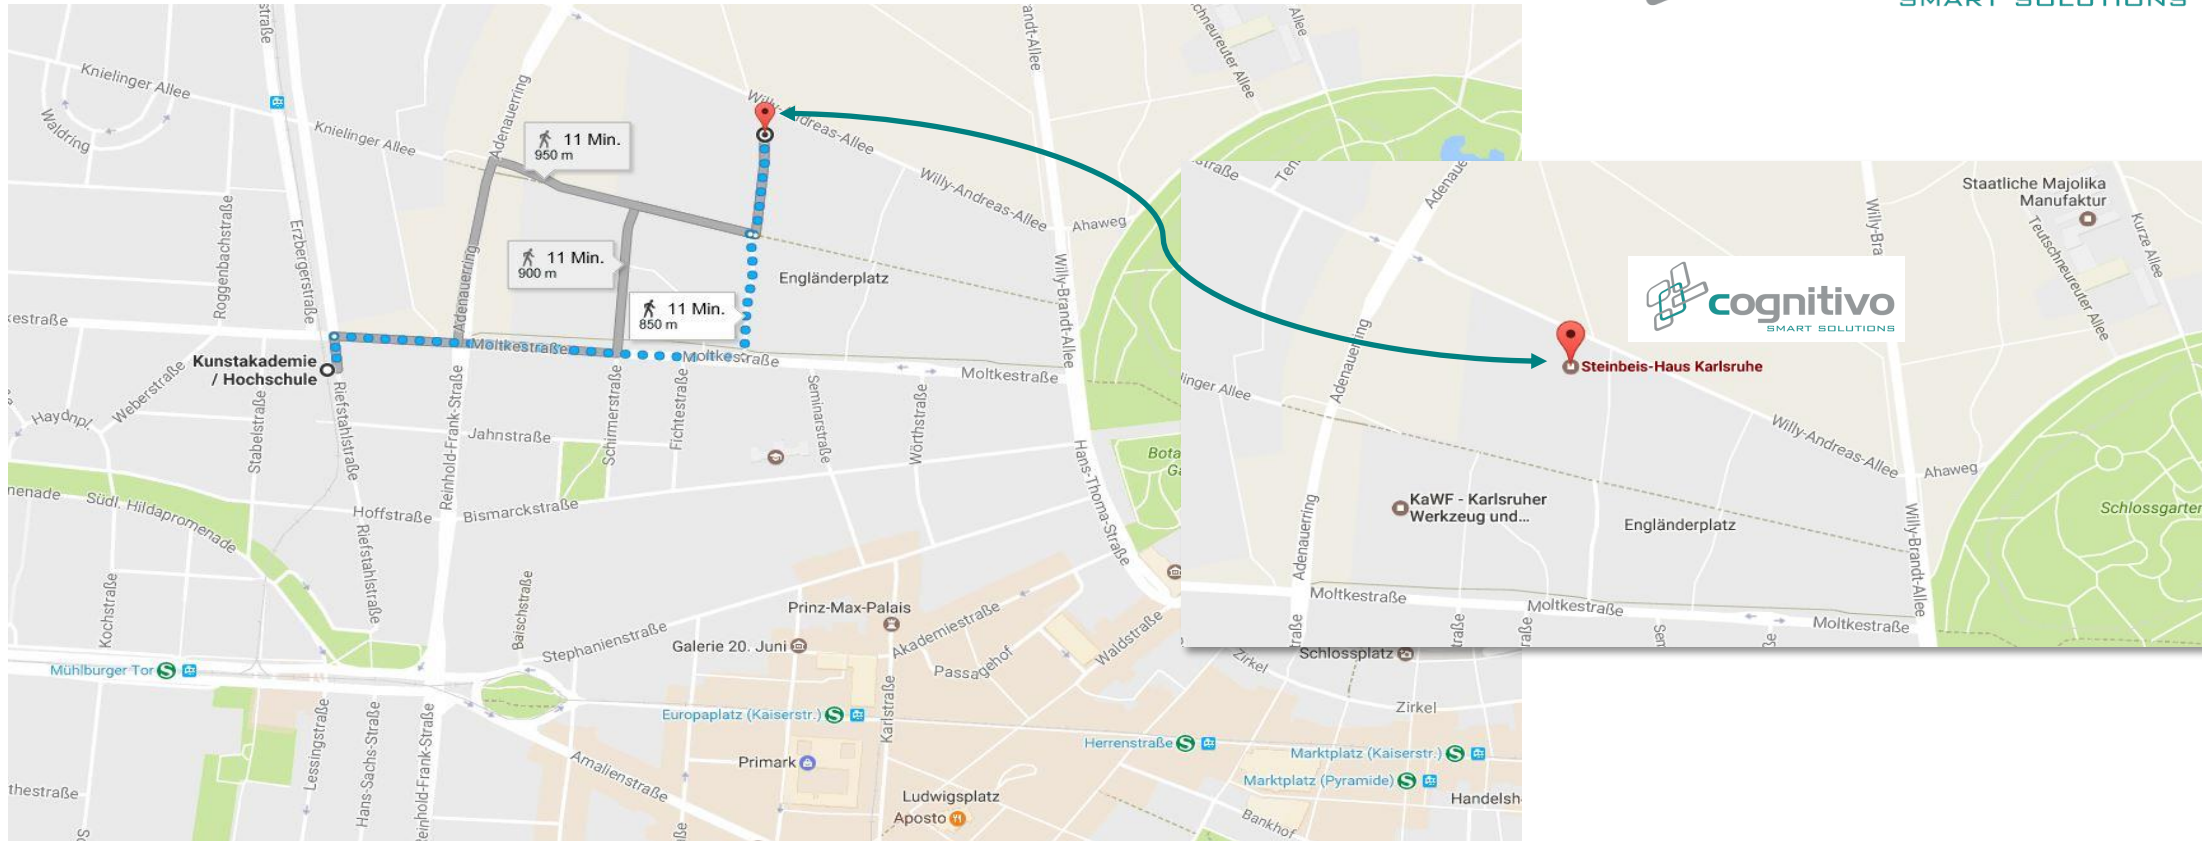 SMART SOLUTIONS
Knielinger Allee
Waldring
Knielinger Allee
Roggenbachstraße
Erzbergerstraße
Adenauerring
11 Min.
950 m
Willy-Andreas-Allee
Willy-Andreas-Allee
Ahaweg
11 Min.
900 m
Adenauerring
11 Min.
850 m
Engländerplatz
Willy-Brandt-Allee
Moltkestraße
Moltkestraße
Moltkestraße
Kunstakademie
/ Hochschule
Weberstraße
Haydnpl.
Stabelstraße
Riefstahlstraße
Reinhold-Frank-Straße
Jahnstraße
Schirmerstraße
Fichtestraße
Seminarstraße
Wörthstraße
Hans-Thoma-Straße
Südl. Hildapromenade
Hoffstraße
Bismarckstraße
Riefstahlstraße
Kochstraße
Baischstraße
Stephanienstraße
Prinz-Max-Palais
Galerie 20. Juni
Akademiestraße
Passagehof
Waldstraße
Mühlburger Tor
Lessingstraße
Hans-Sachs-Straße
Reinhold-Frank-Straße
Europaplatz (Kaiserstr.)
Karlstraße
Primark
Amalienstraße
Ludwigsplatz
Aposto
Herrenstraße
Marktplatz (Kaiserstr.)
Marktplatz (Pyramide)
Schlossplatz
Zirkel
Zirkel
Staatliche Majolika
Manufaktur
Kurze Allee
Teutschneureuter Allee
Adenauerring
cognitivo
SMART SOLUTIONS
Steinbeis-Haus Karlsruhe
Willy-Andreas-Allee
Ahaweg
KaWF - Karlsruher
Werkzeug und...
Engländerplatz
Schlossgarten
Adenauerring
Willy-Brandt-Allee
Moltkestraße
Moltkestraße
Moltkestraße